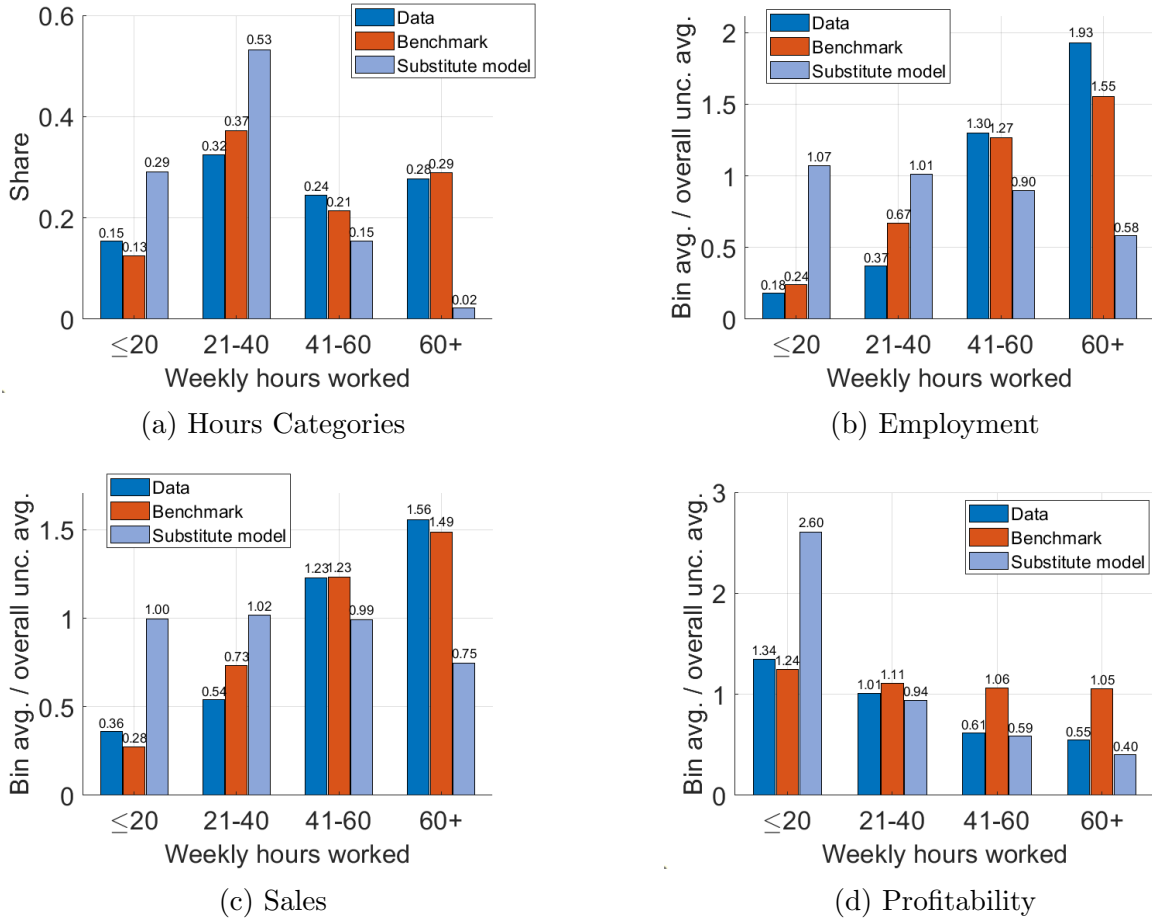 0.6
0.4
0.2
0
Share
Data
Benchmark
Substitute model
0.15
0.13
0.29
0.32
0.37
0.53
0.24
0.21
0.15
0.28
0.29
0.02
≤20 21-40 41-60 60+
Weekly hours worked
(a) Hours Categories
2
1.5
1
0.5
0
Bin avg. / overall unc. avg.
Data
Benchmark
Substitute model
0.18
0.24
1.07
0.37
0.67
1.01
1.30
1.27
0.90
1.93
1.55
0.58
≤20 21-40 41-60 60+
Weekly hours worked
(b) Employment
1.5
1
0.5
0
Bin avg. / overall unc. avg.
Data
Benchmark
Substitute model
0.36
0.28
1.00
0.54
0.73
1.02
1.23
1.23
0.99
1.56
1.49
0.75
≤20 21-40 41-60 60+
Weekly hours worked
(c) Sales
3
2
1
0
Bin avg. / overall unc. avg.
Data
Benchmark
Substitute model
1.34
1.24
2.60
1.01
1.11
0.94
0.61
1.06
0.59
0.55
1.05
0.40
≤20 21-40 41-60 60+
Weekly hours worked
(d) Profitability